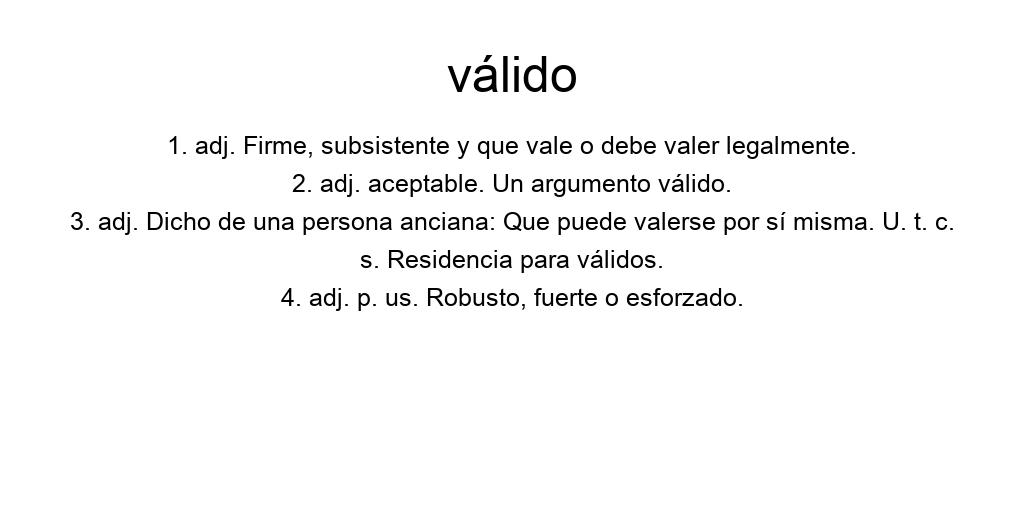 válido
1. adj. Firme, subsistente y que vale o debe valer legalmente.
2. adj. aceptable. Un argumento válido.
3. adj. Dicho de una persona anciana: Que puede valerse por sí misma. U. t. c.
s. Residencia para válidos.
4. adj. p. us. Robusto, fuerte o esforzado.